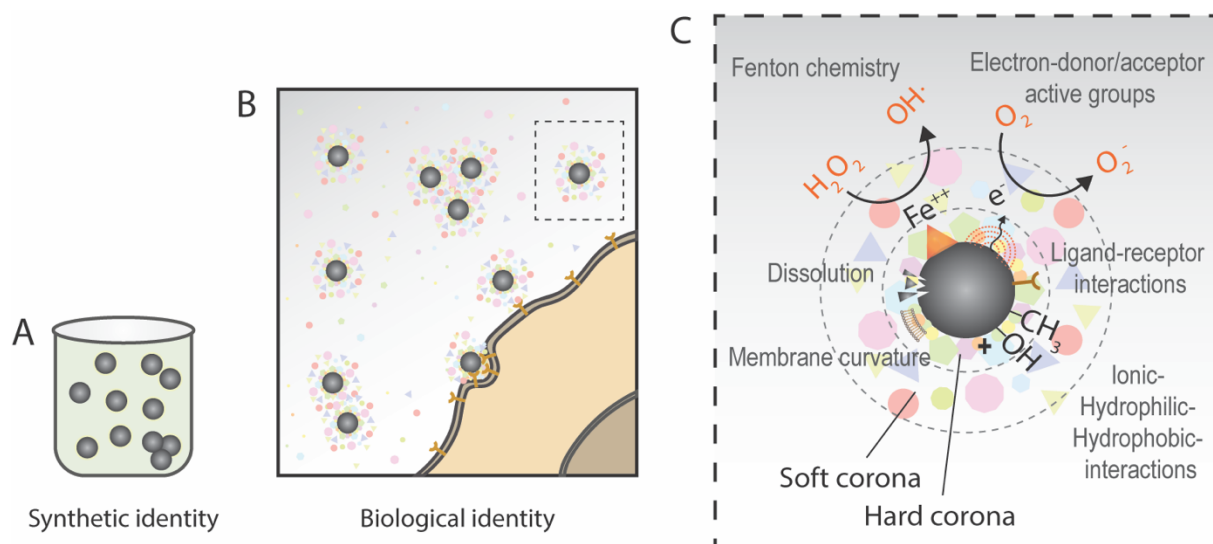 A
Synthetic identity
B
Biological identity
C
Fenton chemistry
Electron-donor/acceptor
active groups
OH·
H₂O₂
O₂
O₂⁻
Fe⁺⁺
e⁻
Dissolution
Ligand-receptor
interactions
CH₃
OH
+
Membrane curvature
Ionic-
Hydrophilic-
Hydrophobic-
interactions
Soft corona
Hard corona